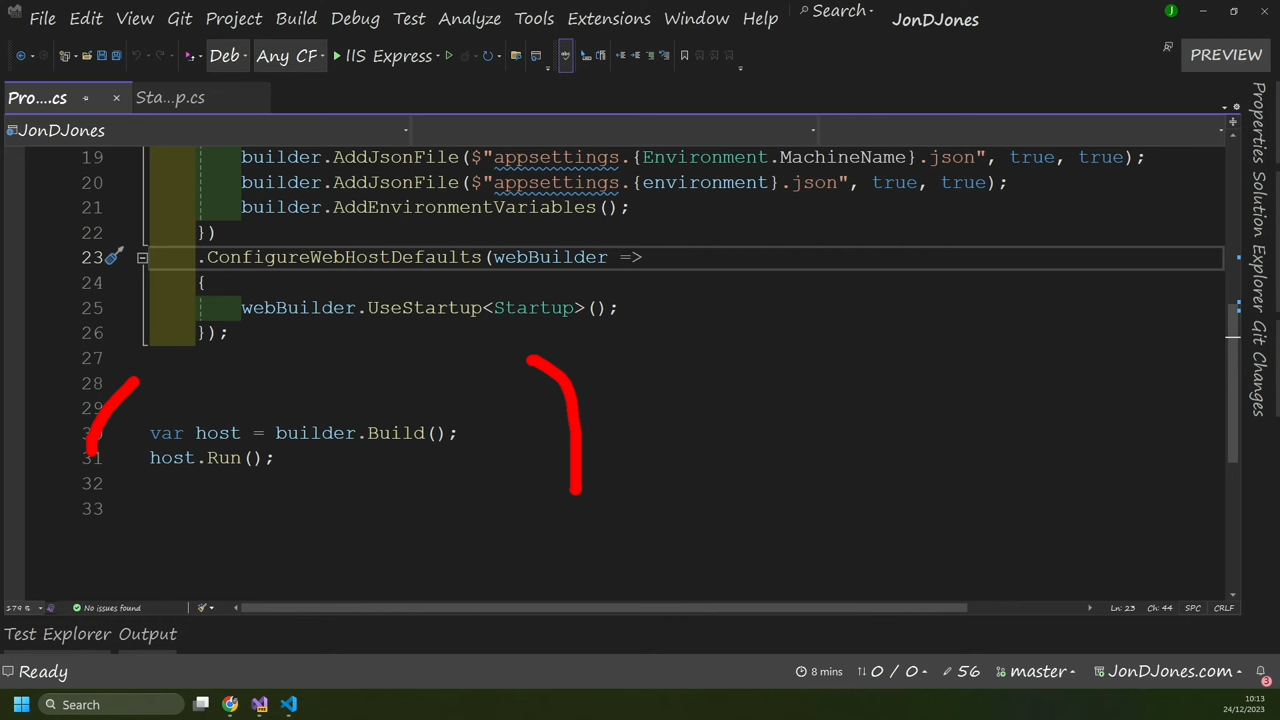 File Edit View Git Project Build Debug Test Analyze Tools Extensions Window Help Search JonDJones J
Deb Any CF IIS Express PREVIEW
Pro....cs Sta...p.cs
JonDJones
19 builder.AddJsonFile($"appsettings.{Environment.MachineName}.json", true, true);
20 builder.AddJsonFile($"appsettings.{environment}.json", true, true);
21 builder.AddEnvironmentVariables();
22 })
23 .ConfigureWebHostDefaults(webBuilder =>
24 {
25 webBuilder.UseStartup<Startup>();
26 });
27
28
29
30 var host = builder.Build();
31 host.Run();
32
33
Properties Solution Explorer Git Changes
179 % No issues found Ln: 23 Ch: 44 SPC CRLF
Test Explorer Output
Ready 8 mins 0 / 0 56 master JonDJones.com 3
Search 10:13
24/12/2023